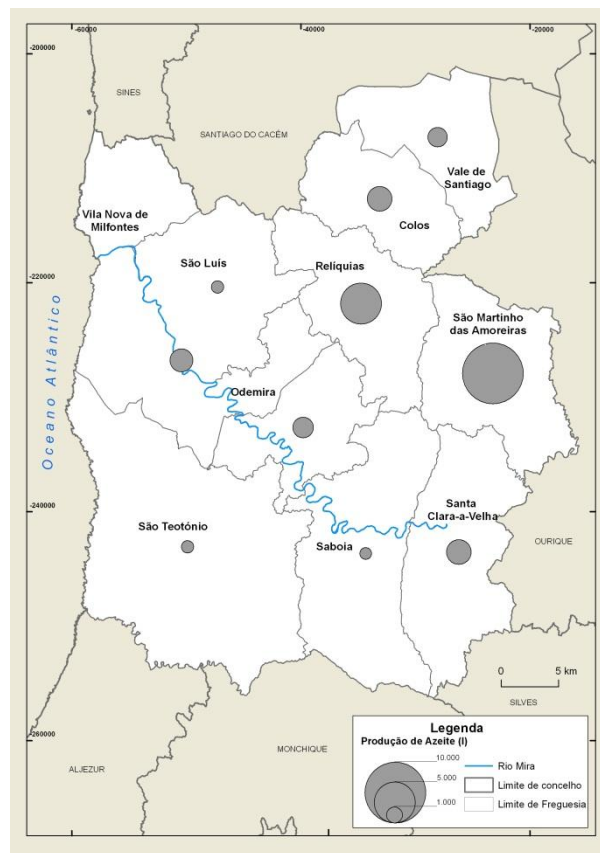 -60000
-40000
-20000
-200000
SINES
SANTIAGO DO CACÉM
Vale de
Santiago
Vila Nova de
Milfontes
Colos
São Luís
Relíquias
-220000
São Martinho
das Amoreiras
Oceano Atlântico
Odemira
-240000
Santa
Clara-a-Velha
São Teotónio
Saboia
OURIQUE
0
5 km
SILVES
-260000
MONCHIQUE
ALJEZUR
Legenda
Produção de Azeite (l)
10.000
5.000
1.000
Rio Mira
Limite de concelho
Limite de Freguesia